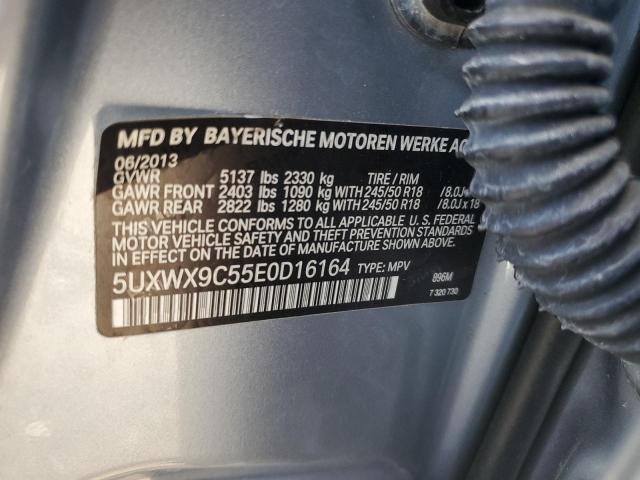 MFD BY BAYERISCHE MOTOREN WERKE AG
06/2013
GVWR 5137 lbs 2330 kg TIRE / RIM
GAWR FRONT 2403 lbs 1090 kg WITH 245/50 R18 /8.0J
GAWR REAR 2822 lbs 1280 kg WITH 245/50 R18 /8.0J x 18
THIS VEHICLE CONFORMS TO ALL APPLICABLE U. S. FEDERAL
MOTOR VEHICLE SAFETY AND THEFT PREVENTION STANDARDS
IN EFFECT ON THE DATE OF MANUFACTURE SHOWN ABOVE.
5UXWX9C55E0D16164 TYPE: MPV 896M
7 320 730